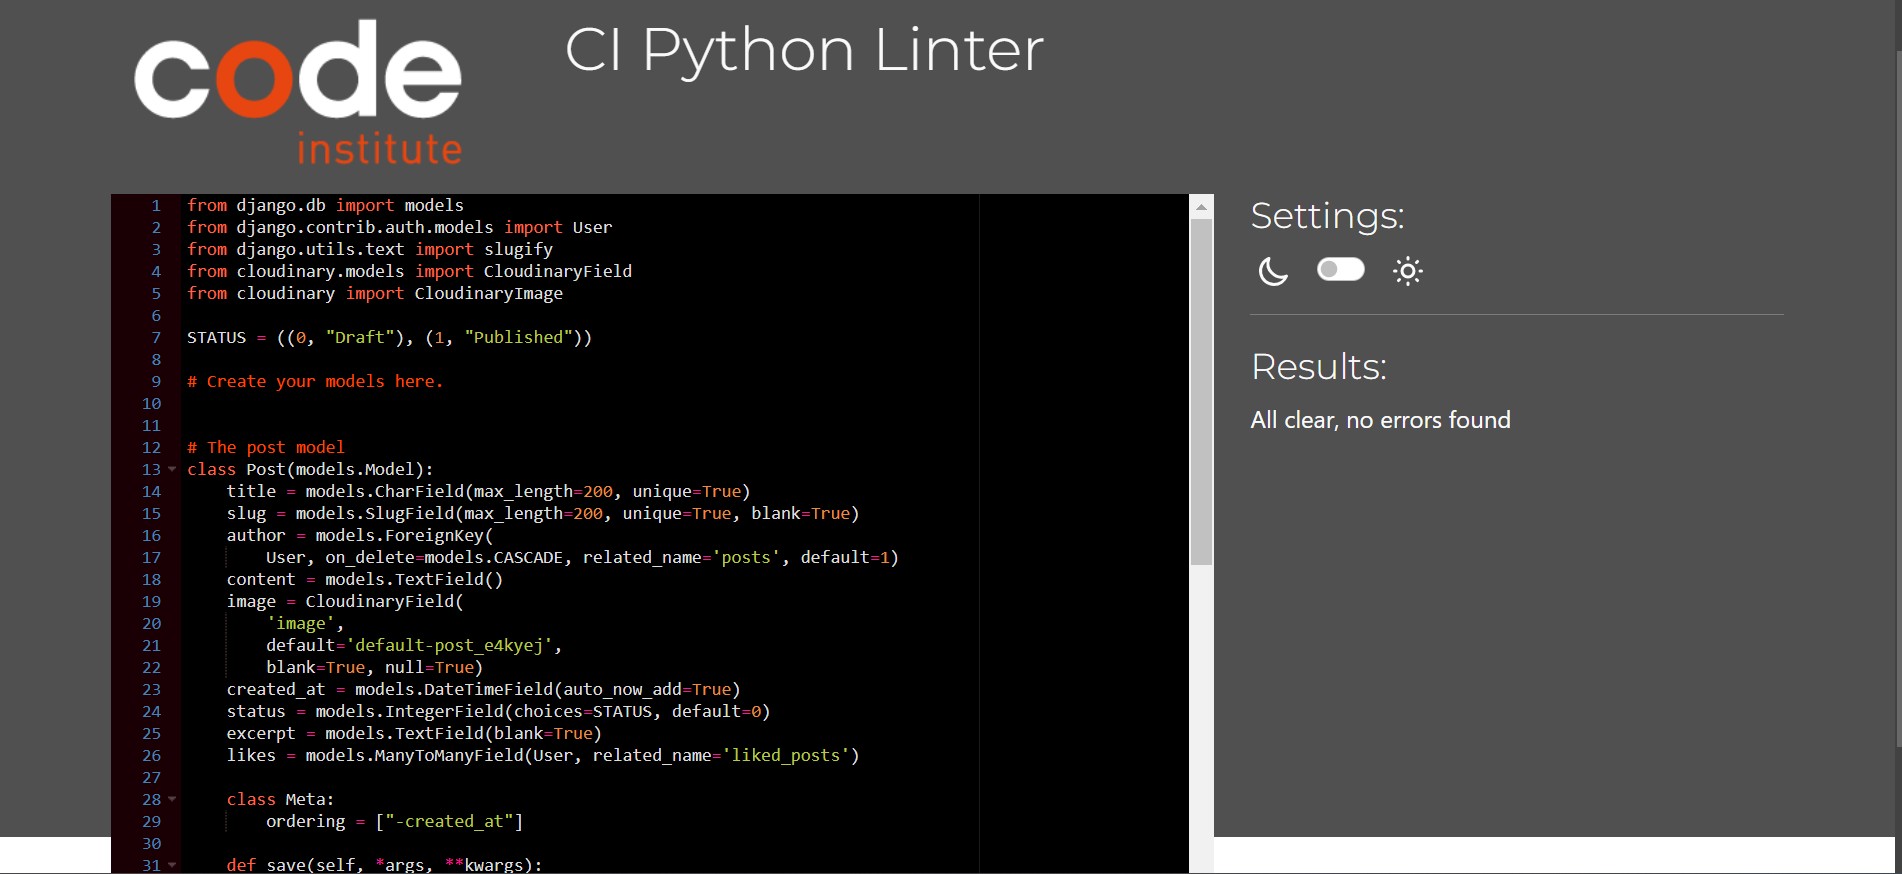 code
institute
CI Python Linter
1 from django.db import models
2 from django.contrib.auth.models import User
3 from django.utils.text import slugify
4 from cloudinary.models import CloudinaryField
5 from cloudinary import CloudinaryImage
6
7 STATUS = ((0, "Draft"), (1, "Published"))
8
9 # Create your models here.
10
11
12 # The post model
13 class Post(models.Model):
14     title = models.CharField(max_length=200, unique=True)
15     slug = models.SlugField(max_length=200, unique=True, blank=True)
16     author = models.ForeignKey(
17         User, on_delete=models.CASCADE, related_name='posts', default=1)
18     content = models.TextField()
19     image = CloudinaryField(
20         'image',
21         default='default-post_e4kyej',
22         blank=True, null=True)
23     created_at = models.DateTimeField(auto_now_add=True)
24     status = models.IntegerField(choices=STATUS, default=0)
25     excerpt = models.TextField(blank=True)
26     likes = models.ManyToManyField(User, related_name='liked_posts')
27
28     class Meta:
29         ordering = ["-created_at"]
30
31     def save(self, *args, **kwargs):
Settings:
Results:
All clear, no errors found